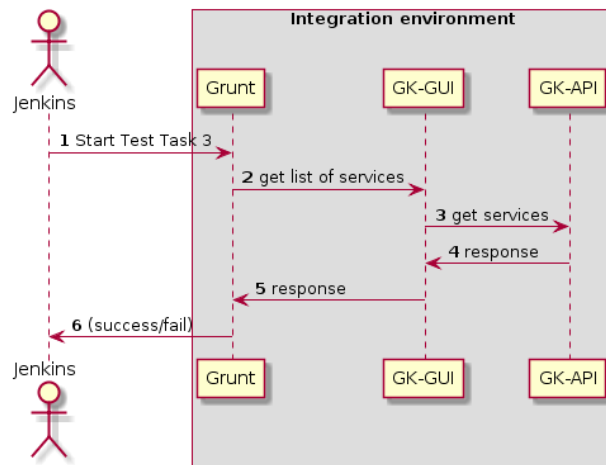 Integration environment
Jenkins
Grunt
GK-GUI
GK-API
1 Start Test Task 3
2 get list of services
3 get services
4 response
5 response
6 (success/fail)
Jenkins
Grunt
GK-GUI
GK-API